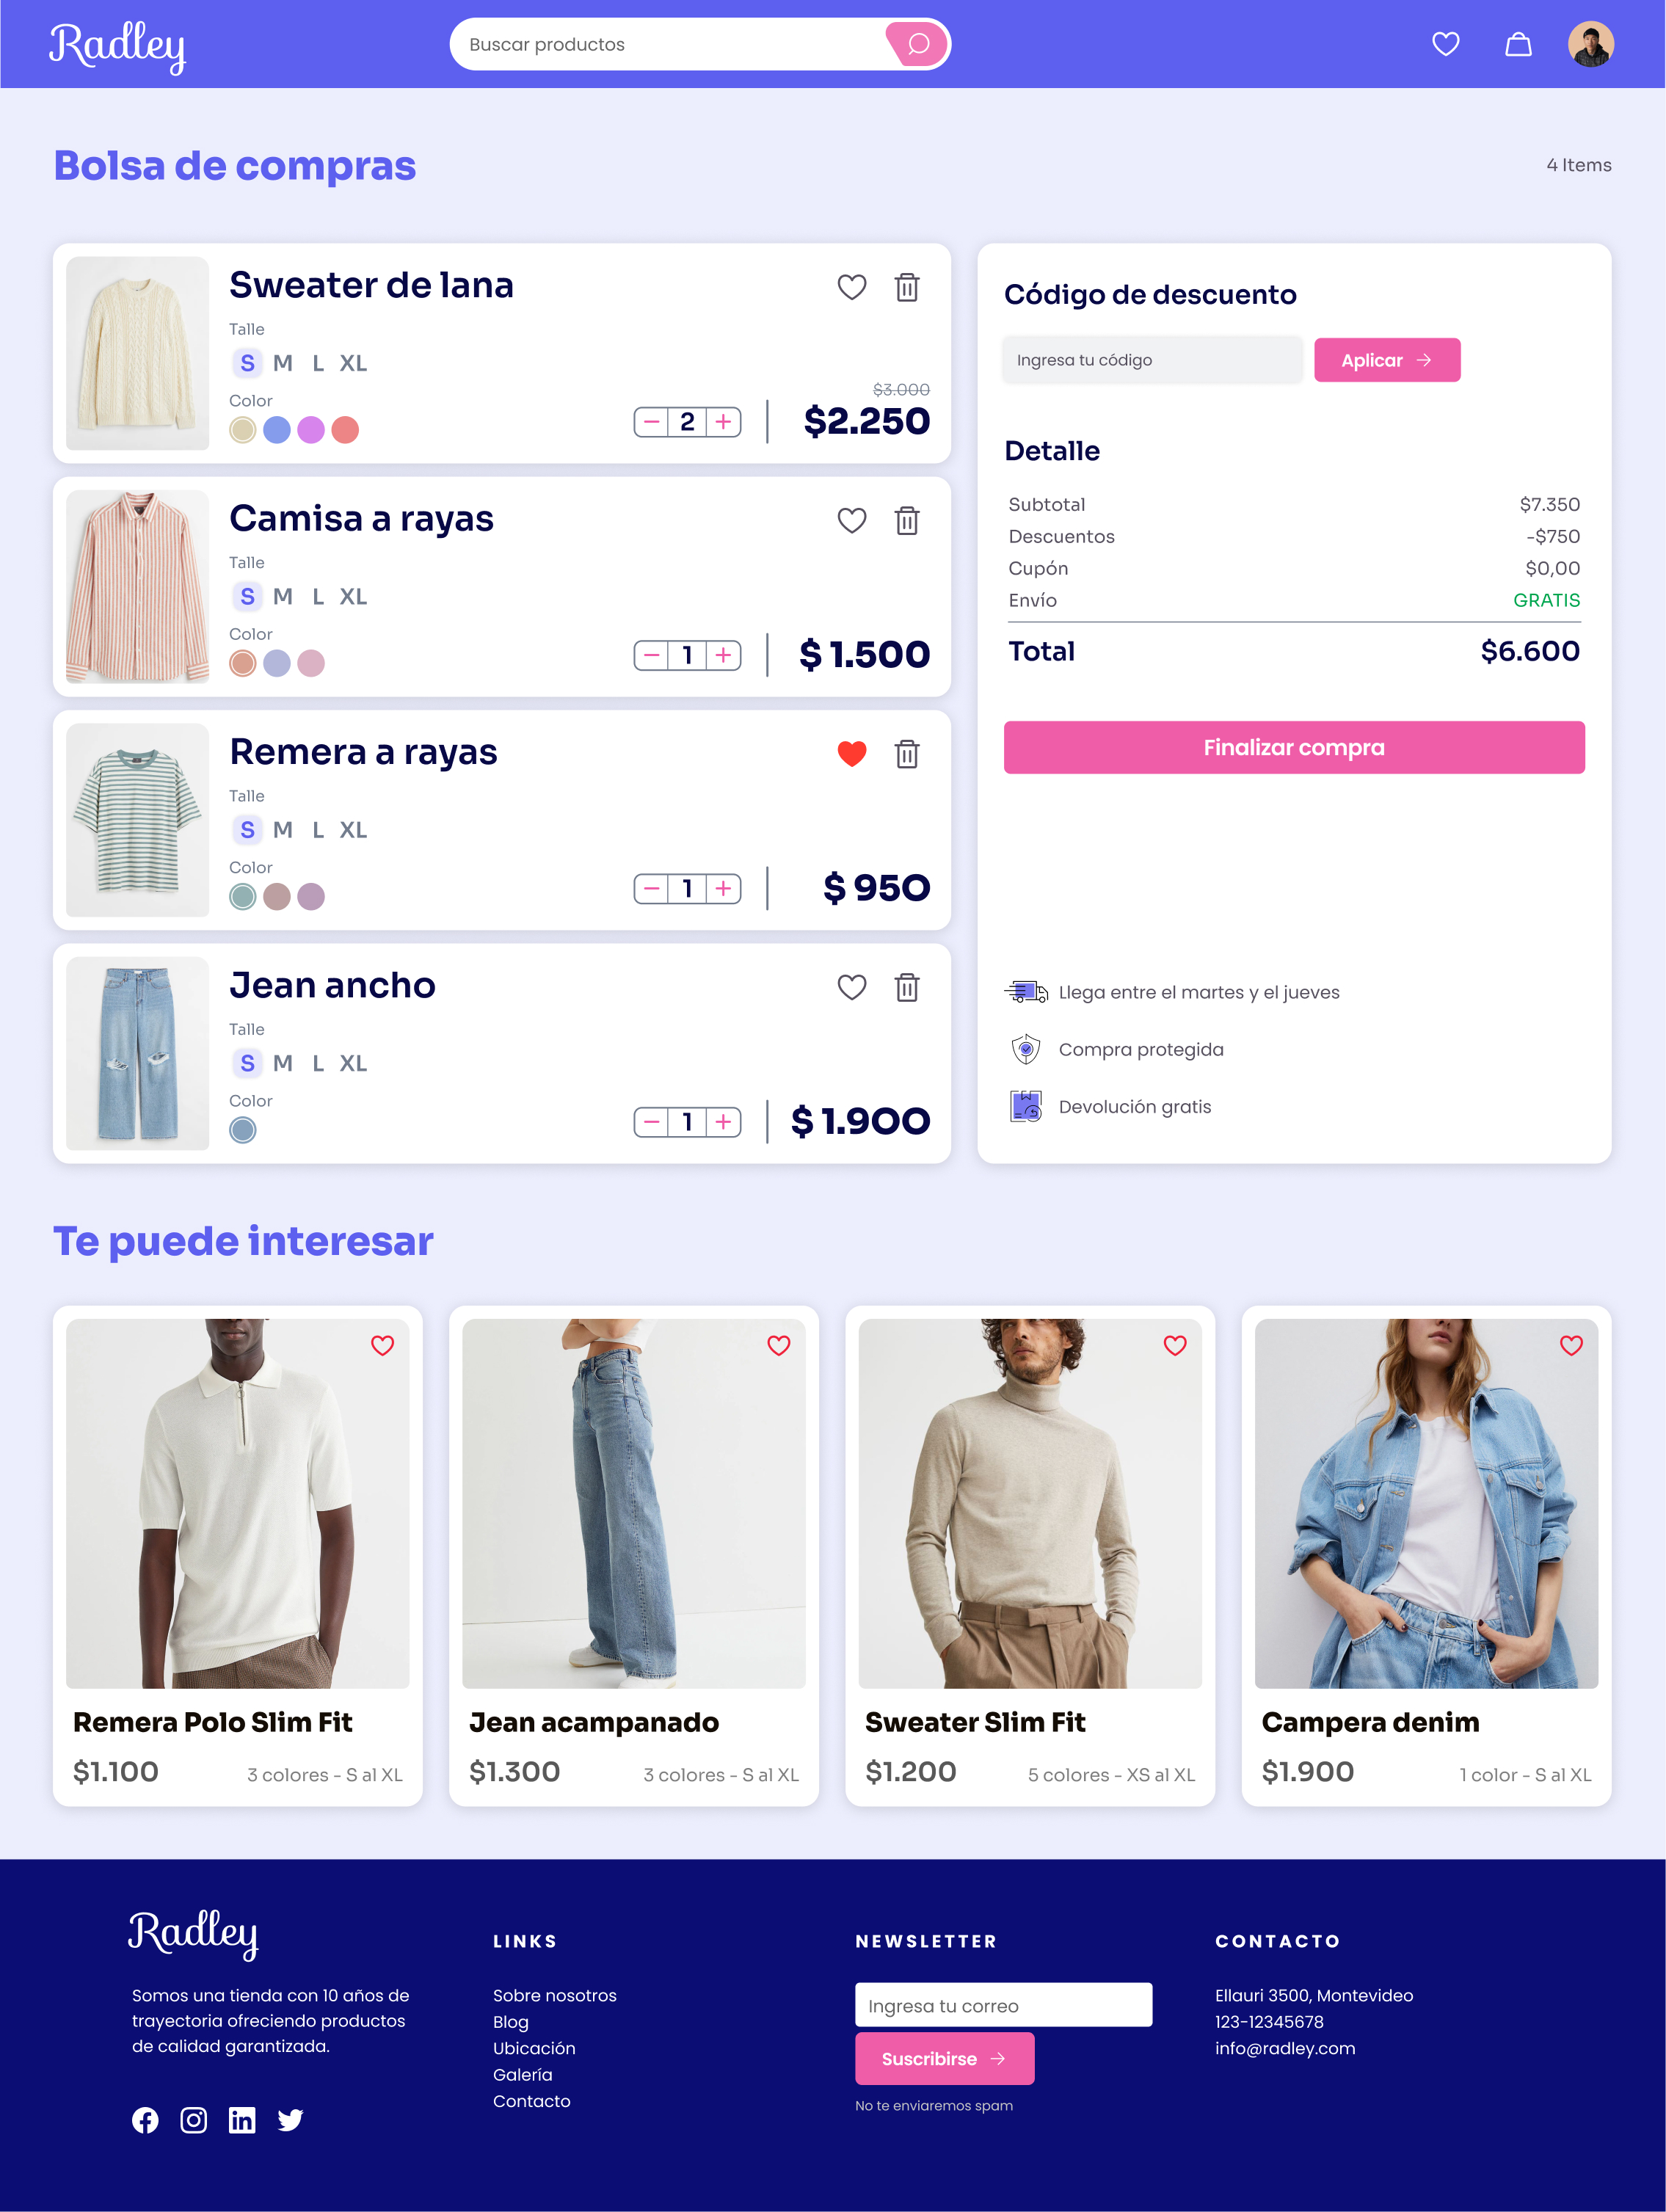 Radley
Buscar productos
Bolsa de compras
4 Items
Sweater de lana
Talle
S M L XL
Color
2
$3.000
$2.250
Camisa a rayas
Talle
S M L XL
Color
1
$ 1.500
Remera a rayas
Talle
S M L XL
Color
1
$ 950
Jean ancho
Talle
S M L XL
Color
1
$ 1.900
Código de descuento
Ingresa tu código
Aplicar
Detalle
Subtotal $7.350
Descuentos -$750
Cupón $0,00
Envío GRATIS
Total $6.600
Finalizar compra
Llega entre el martes y el jueves
Compra protegida
Devolución gratis
Te puede interesar
Remera Polo Slim Fit
$1.100 3 colores - S al XL
Jean acampanado
$1.300 3 colores - S al XL
Sweater Slim Fit
$1.200 5 colores - XS al XL
Campera denim
$1.900 1 color - S al XL
Radley
Somos una tienda con 10 años de
trayectoria ofreciendo productos
de calidad garantizada.
LINKS
Sobre nosotros
Blog
Ubicación
Galería
Contacto
NEWSLETTER
Ingresa tu correo
Suscribirse
No te enviaremos spam
CONTACTO
Ellauri 3500, Montevideo
123-12345678
info@radley.com